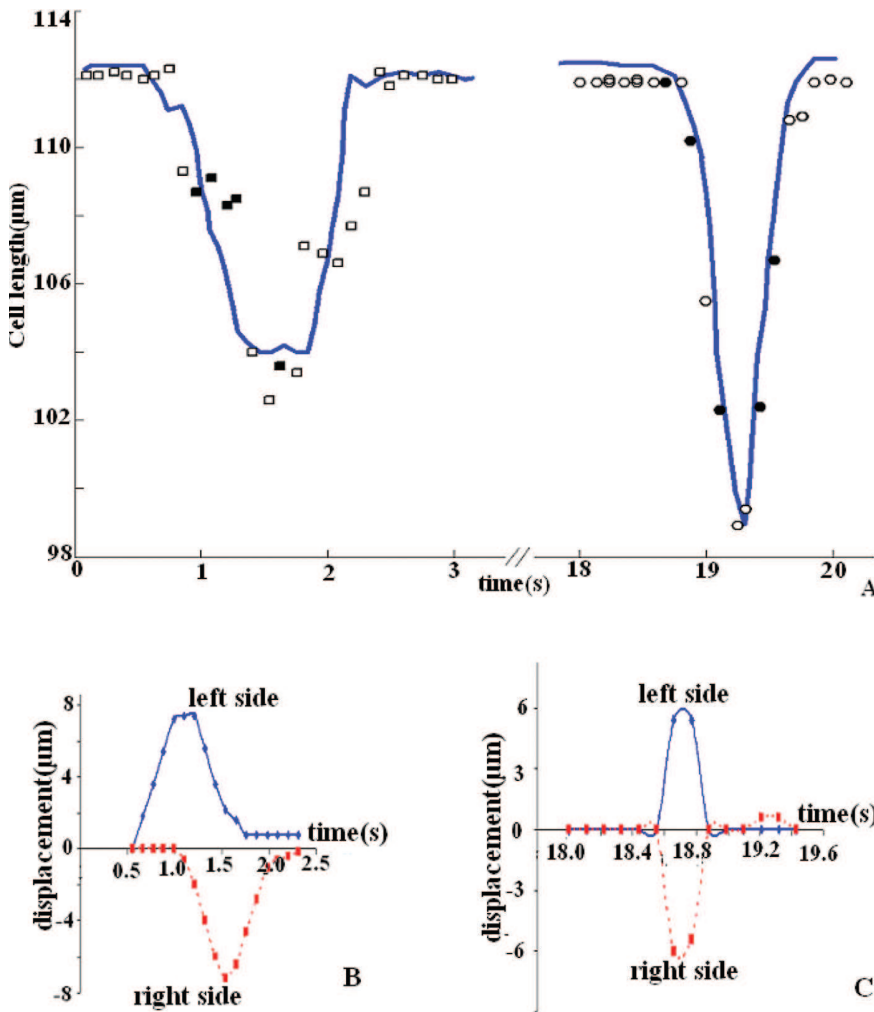 114
110
106
102
98
Cell length(μm)
0 1 2 3 18 19 20
time(s)
A
8
4
0
-4
-8
displacement(μm)
left side
time(s)
0.5 1.0 1.5 2.0 2.5
right side
B
6
3
0
-3
-6
displacement(μm)
left side
time(s)
18.0 18.4 18.8 19.2 19.6
right side
C